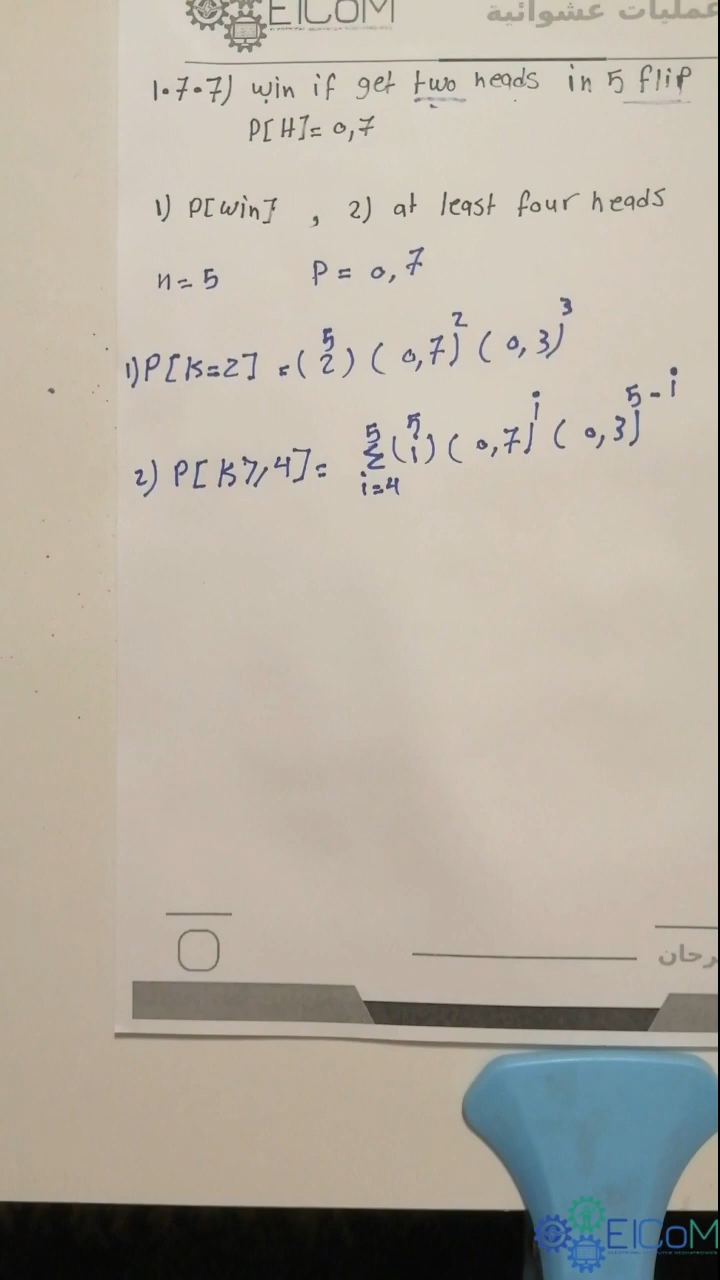 EICoM عمليات عشوائية
1.7.7) win if get two heads in 5 flip
P[H]= 0,7
1) P[win] , 2) at least four heads
n=5 P = 0,7
1) P[K=2] = (5 2) (0,7)^2 (0,3)^3
2) P[K≥4] = 5 Σ i=4 (5 i) (0,7)^i (0,3)^5-i
EICoM